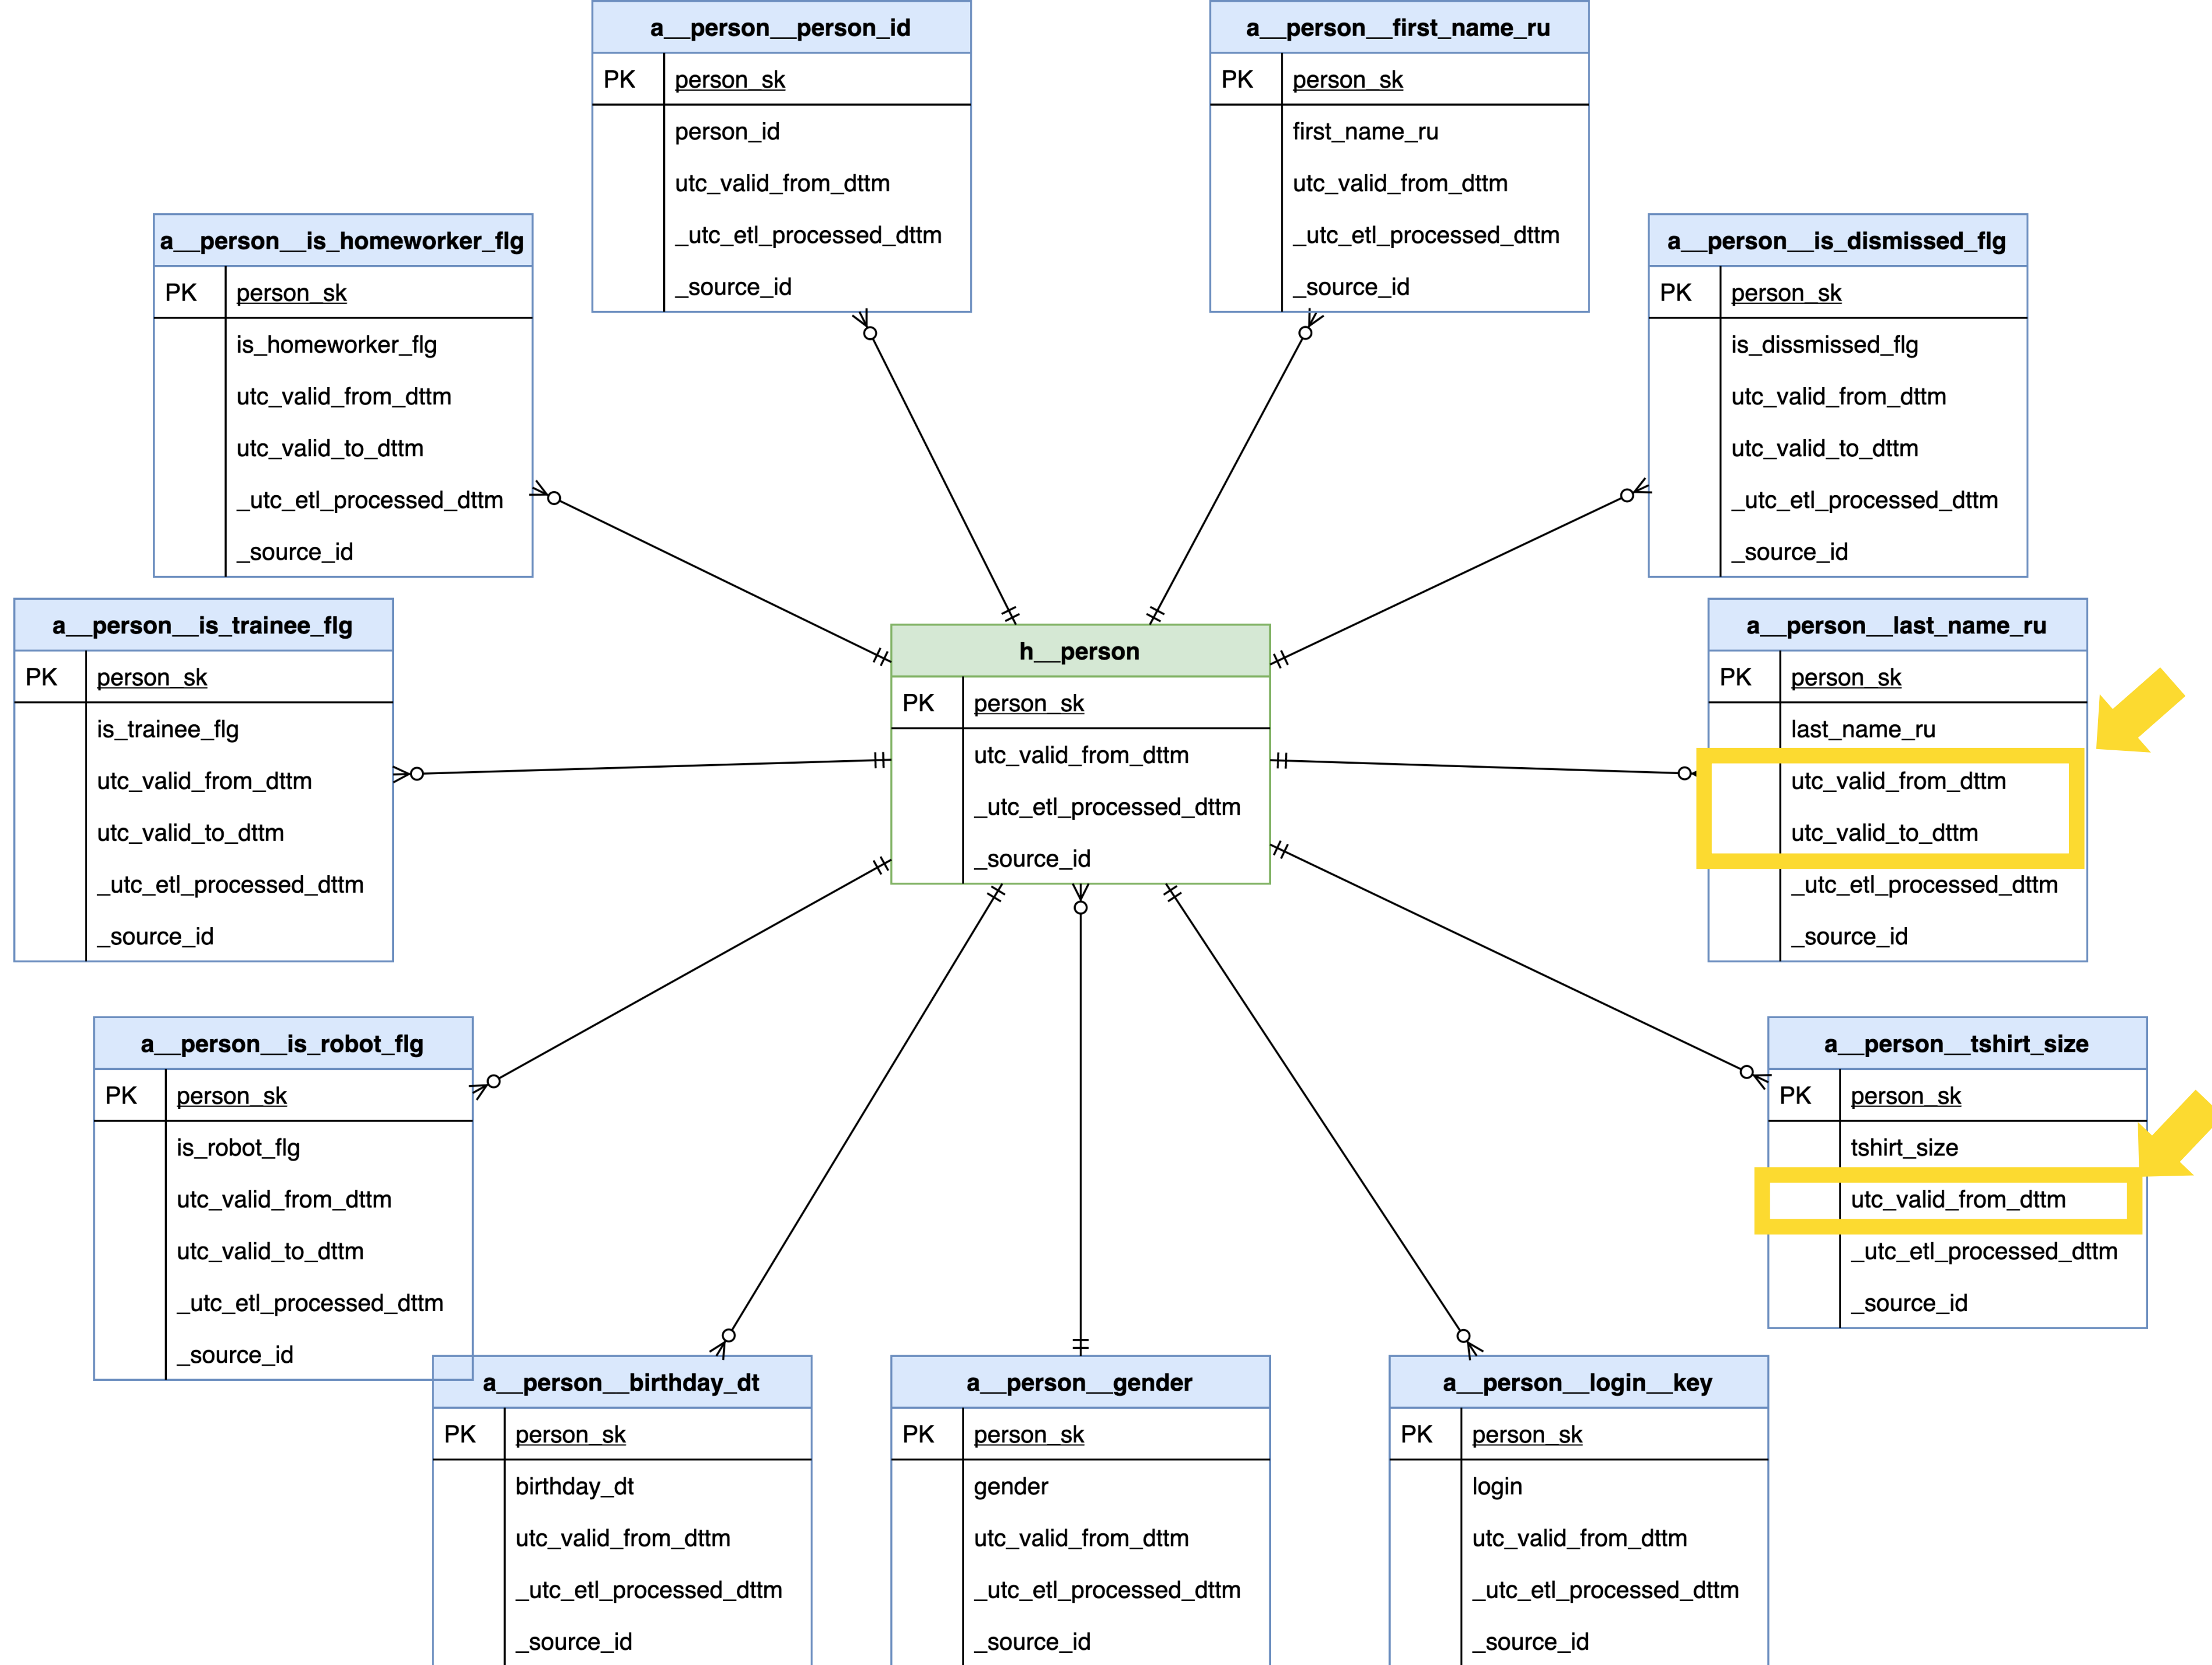 a__person__person_id
PK person_sk
person_id
utc_valid_from_dttm
_utc_etl_processed_dttm
_source_id
a__person__first_name_ru
PK person_sk
first_name_ru
utc_valid_from_dttm
_utc_etl_processed_dttm
_source_id
a__person__is_homeworker_flg
PK person_sk
is_homeworker_flg
utc_valid_from_dttm
utc_valid_to_dttm
_utc_etl_processed_dttm
_source_id
a__person__is_dismissed_flg
PK person_sk
is_dissmissed_flg
utc_valid_from_dttm
utc_valid_to_dttm
_utc_etl_processed_dttm
_source_id
a__person__is_trainee_flg
PK person_sk
is_trainee_flg
utc_valid_from_dttm
utc_valid_to_dttm
_utc_etl_processed_dttm
_source_id
h__person
PK person_sk
utc_valid_from_dttm
_utc_etl_processed_dttm
_source_id
a__person__last_name_ru
PK person_sk
last_name_ru
utc_valid_from_dttm
utc_valid_to_dttm
_utc_etl_processed_dttm
_source_id
a__person__is_robot_flg
PK person_sk
is_robot_flg
utc_valid_from_dttm
utc_valid_to_dttm
_utc_etl_processed_dttm
_source_id
a__person__tshirt_size
PK person_sk
tshirt_size
utc_valid_from_dttm
_utc_etl_processed_dttm
_source_id
a__person__birthday_dt
PK person_sk
birthday_dt
utc_valid_from_dttm
_utc_etl_processed_dttm
_source_id
a__person__gender
PK person_sk
gender
utc_valid_from_dttm
_utc_etl_processed_dttm
_source_id
a__person__login__key
PK person_sk
login
utc_valid_from_dttm
_utc_etl_processed_dttm
_source_id